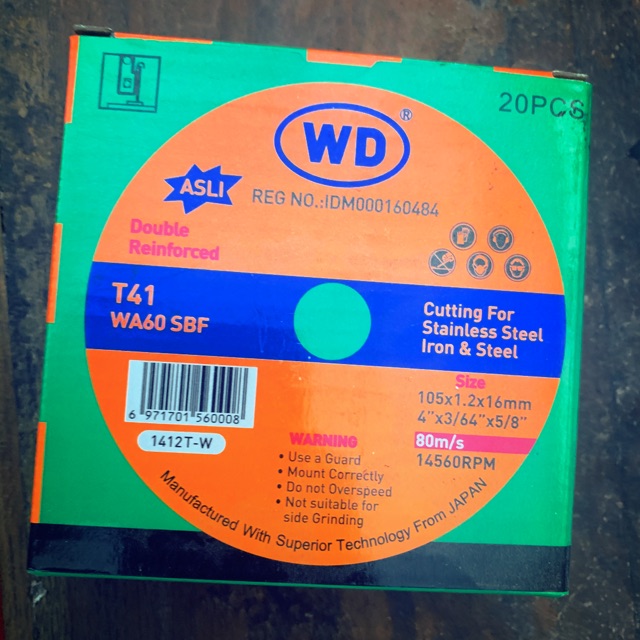 20PCS
WD®
ASLI
REG NO.:IDM000160484
Double
Reinforced
T41
WA60 SBF
Cutting For
Stainless Steel
Iron & Steel
Size
105x1.2x16mm
4"x3/64"x5/8"
80m/s
14560RPM
6 971701 560008
1412T-W
WARNING
• Use a Guard
• Mount Correctly
• Do not Overspeed
• Not suitable for
side Grinding
Manufactured With Superior Technology From JAPAN